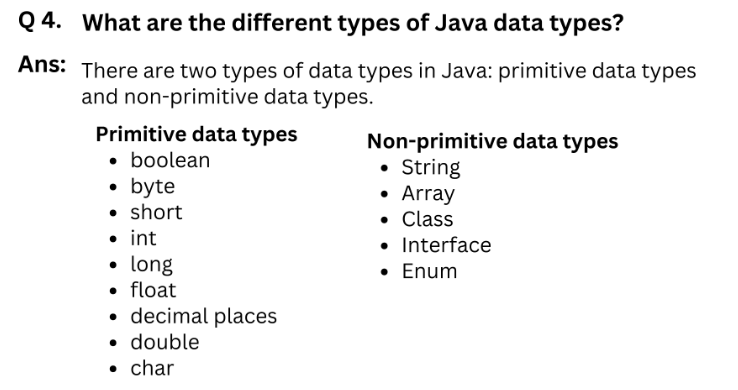 Q 4. What are the different types of Java data types?
Ans: There are two types of data types in Java: primitive data types
and non-primitive data types.
Primitive data types
• boolean
• byte
• short
• int
• long
• float
• decimal places
• double
• char
Non-primitive data types
• String
• Array
• Class
• Interface
• Enum